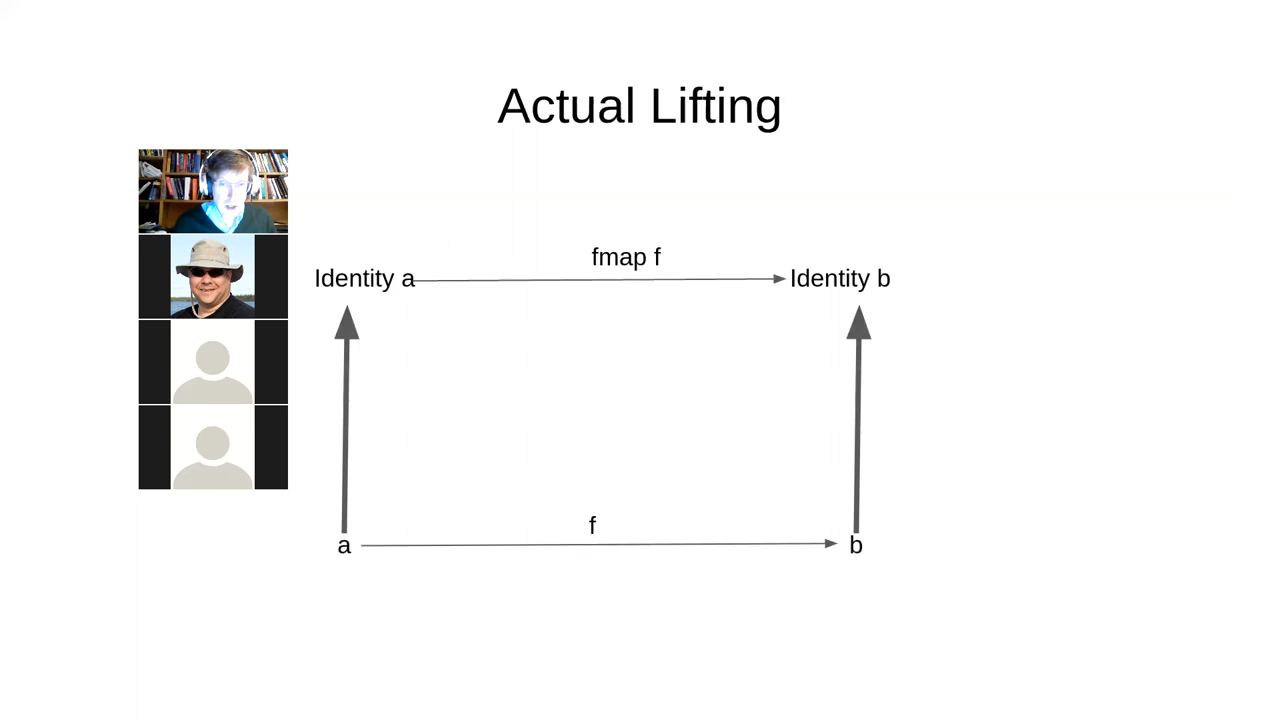 Actual Lifting
fmap f
Identity a
Identity b
f
a
b